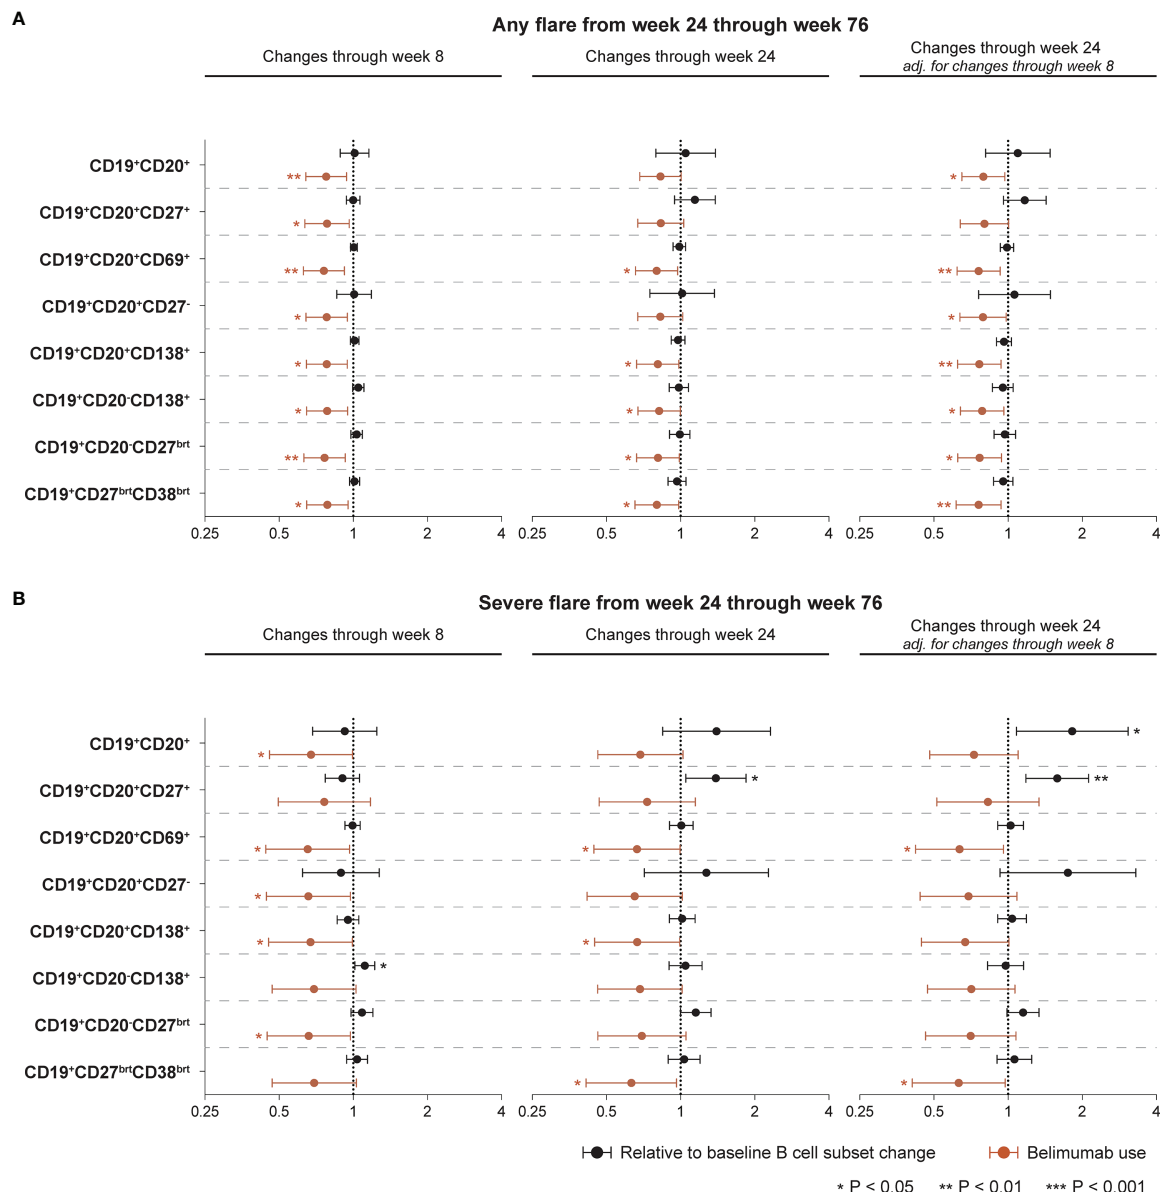 A
Any flare from week 24 through week 76
Changes through week 8
Changes through week 24
Changes through week 24
adj. for changes through week 8
CD19⁺CD20⁺
**
*
CD19⁺CD20⁺CD27⁺
*
CD19⁺CD20⁺CD69⁺
** * **
CD19⁺CD20⁺CD27⁻
* *
CD19⁺CD20⁺CD138⁺
* * **
CD19⁺CD20⁻CD138⁺
* * *
CD19⁺CD20⁻CD27ᵇʳᵗ
** * *
CD19⁺CD27ᵇʳᵗCD38ᵇʳᵗ
* * **
0.25 0.5 1 2 4 0.25 0.5 1 2 4 0.25 0.5 1 2 4
B
Severe flare from week 24 through week 76
Changes through week 8
Changes through week 24
Changes through week 24
adj. for changes through week 8
*
CD19⁺CD20⁺
*
* **
CD19⁺CD20⁺CD27⁺
CD19⁺CD20⁺CD69⁺
* * *
CD19⁺CD20⁺CD27⁻
*
CD19⁺CD20⁺CD138⁺
* *
*
CD19⁺CD20⁻CD138⁺
CD19⁺CD20⁻CD27ᵇʳᵗ
*
CD19⁺CD27ᵇʳᵗCD38ᵇʳᵗ
* *
0.25 0.5 1 2 4 0.25 0.5 1 2 4 0.25 0.5 1 2 4
Relative to baseline B cell subset change
Belimumab use
* P < 0.05 ** P < 0.01 *** P < 0.001